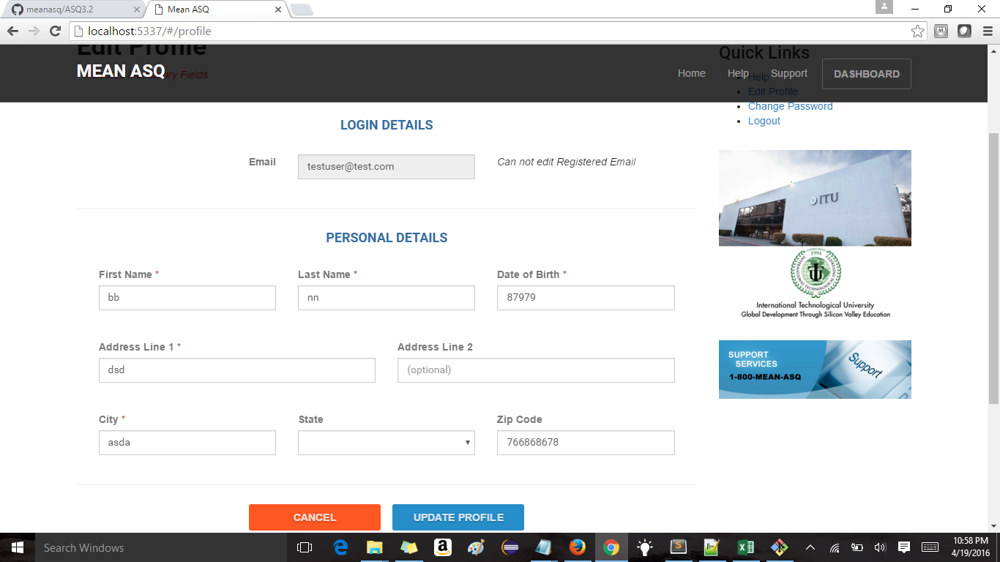 meanasq/ASQ3.2
Mean ASQ
localhost:5337/#/profile
Edit Profile
MEAN ASQ
ory Fields
Home
Help
Support
DASHBOARD
Quick Links
Help
Edit Profile
Change Password
Logout
LOGIN DETAILS
Email
testuser@test.com
Can not edit Registered Email
PERSONAL DETAILS
First Name *
Last Name *
Date of Birth *
bb
nn
87979
Address Line 1 *
Address Line 2
dsd
(optional)
City *
State
Zip Code
asda
766868678
CANCEL
UPDATE PROFILE
ITU
1994
International Technological University
Global Development Through Silicon Valley Education
SUPPORT
SERVICES
1-800-MEAN-ASQ
Support
Search Windows
10:58 PM
4/19/2016